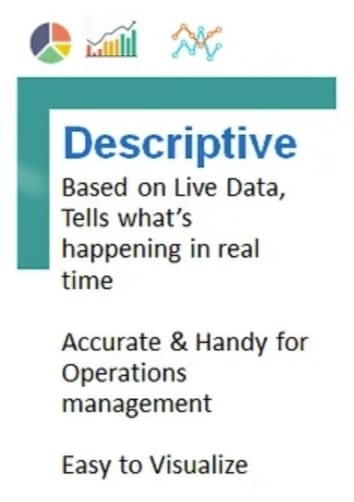 Descriptive
Based on Live Data,
Tells what's
happening in real
time
Accurate & Handy for
Operations
management
Easy to Visualize